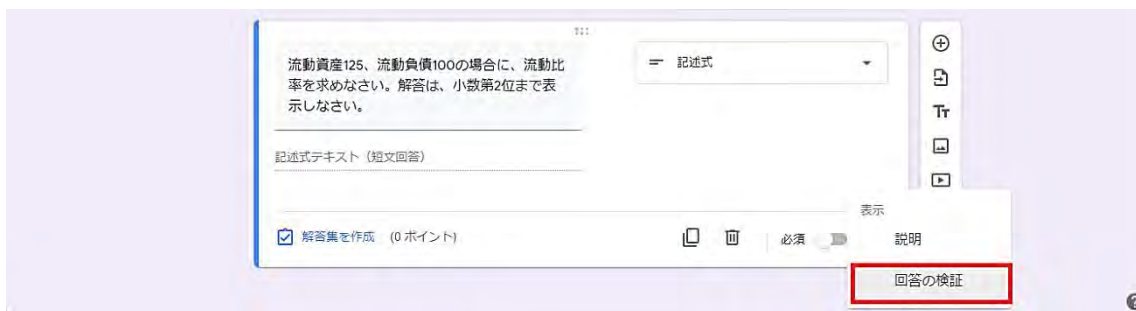 流動資産125、流動負債100の場合に、流動比
率を求めなさい。解答は、小数第2位まで表
示しなさい。
記述式
Tт
記述式テキスト（短文回答）
表示
解答集を作成 (0 ポイント)
必須
説明
回答の検証